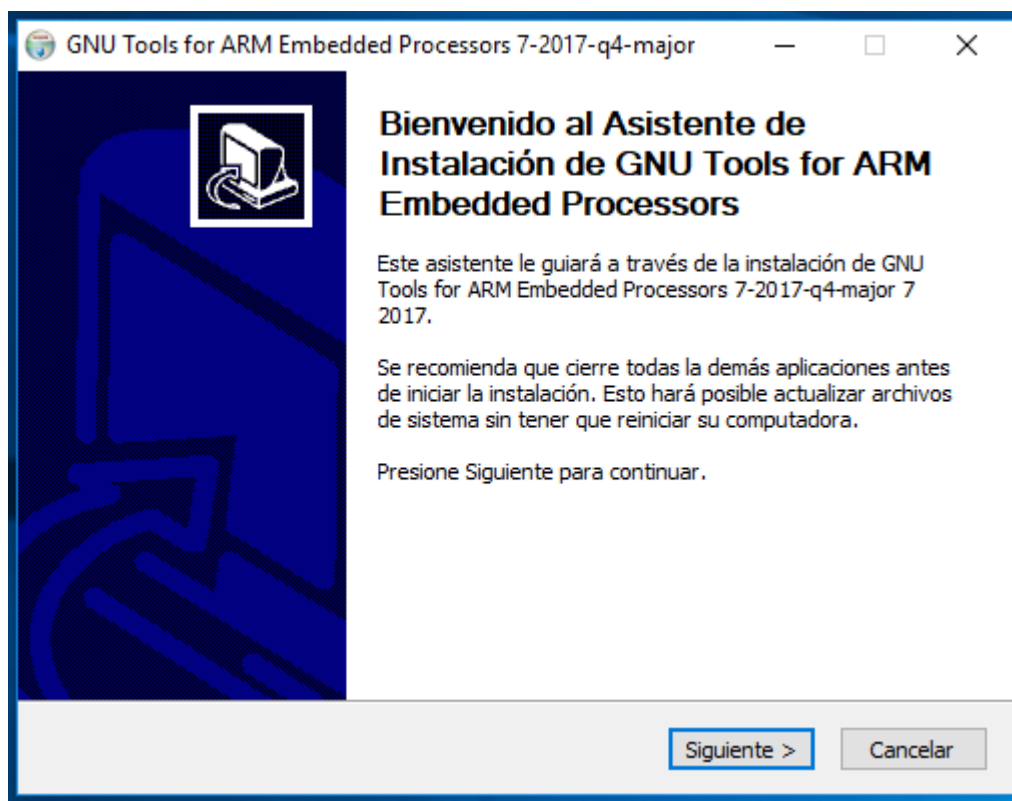 GNU Tools for ARM Embedded Processors 7-2017-q4-major
Bienvenido al Asistente de
Instalación de GNU Tools for ARM
Embedded Processors
Este asistente le guiará a través de la instalación de GNU
Tools for ARM Embedded Processors 7-2017-q4-major 7
2017.
Se recomienda que cierre todas la demás aplicaciones antes
de iniciar la instalación. Esto hará posible actualizar archivos
de sistema sin tener que reiniciar su computadora.
Presione Siguiente para continuar.
Siguiente >
Cancelar